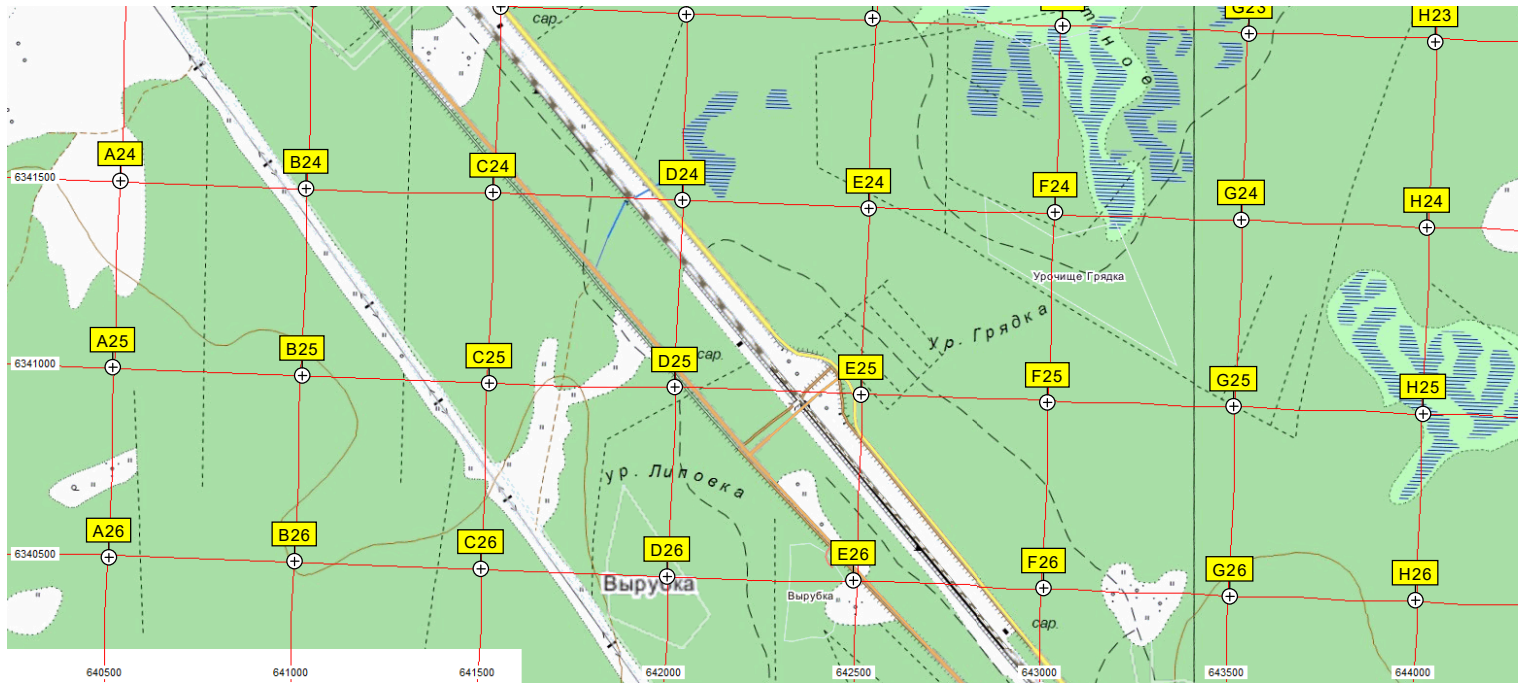 сар.
G23
H23
т н о е
A24
B24
C24
D24
E24
F24
G24
H24
6341500
Урочище Грядка
ур. Грядка
A25
B25
C25
D25
сар.
E25
F25
G25
H25
6341000
ур. Липовка
р
A26
B26
C26
D26
E26
F26
G26
H26
6340500
Вырубка
Вырубка
сар.
640500
641000
641500
642000
642500
643000
643500
644000